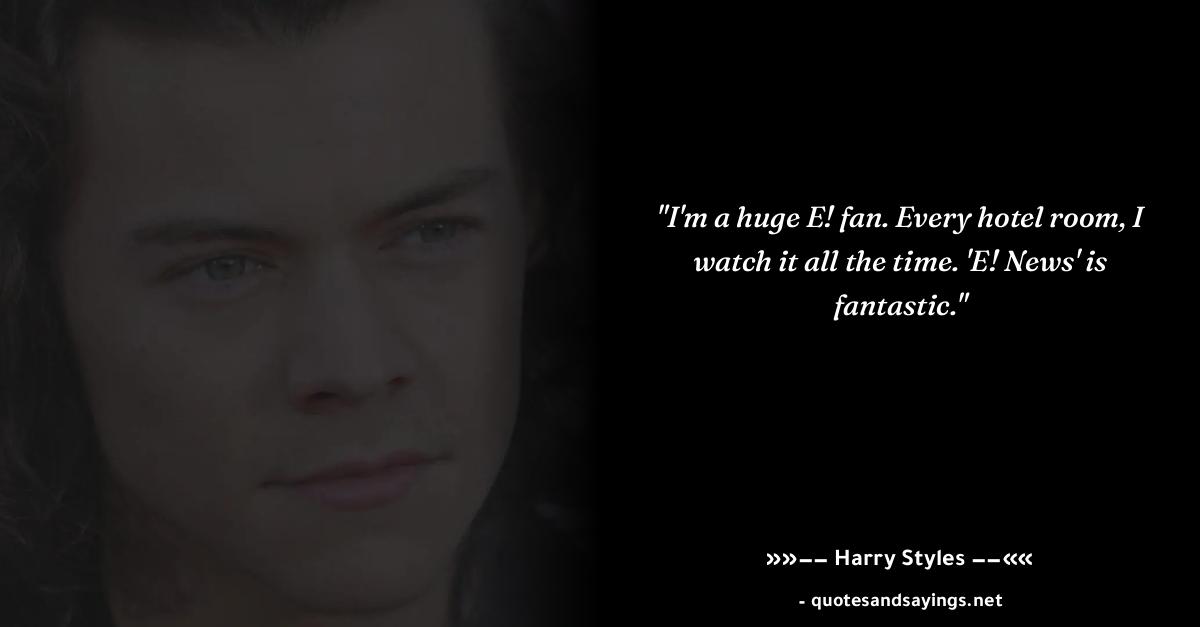 "I'm a huge E! fan. Every hotel room, I
watch it all the time. 'E! News' is
fantastic."
»»—— Harry Styles ——««
- quotesandsayings.net